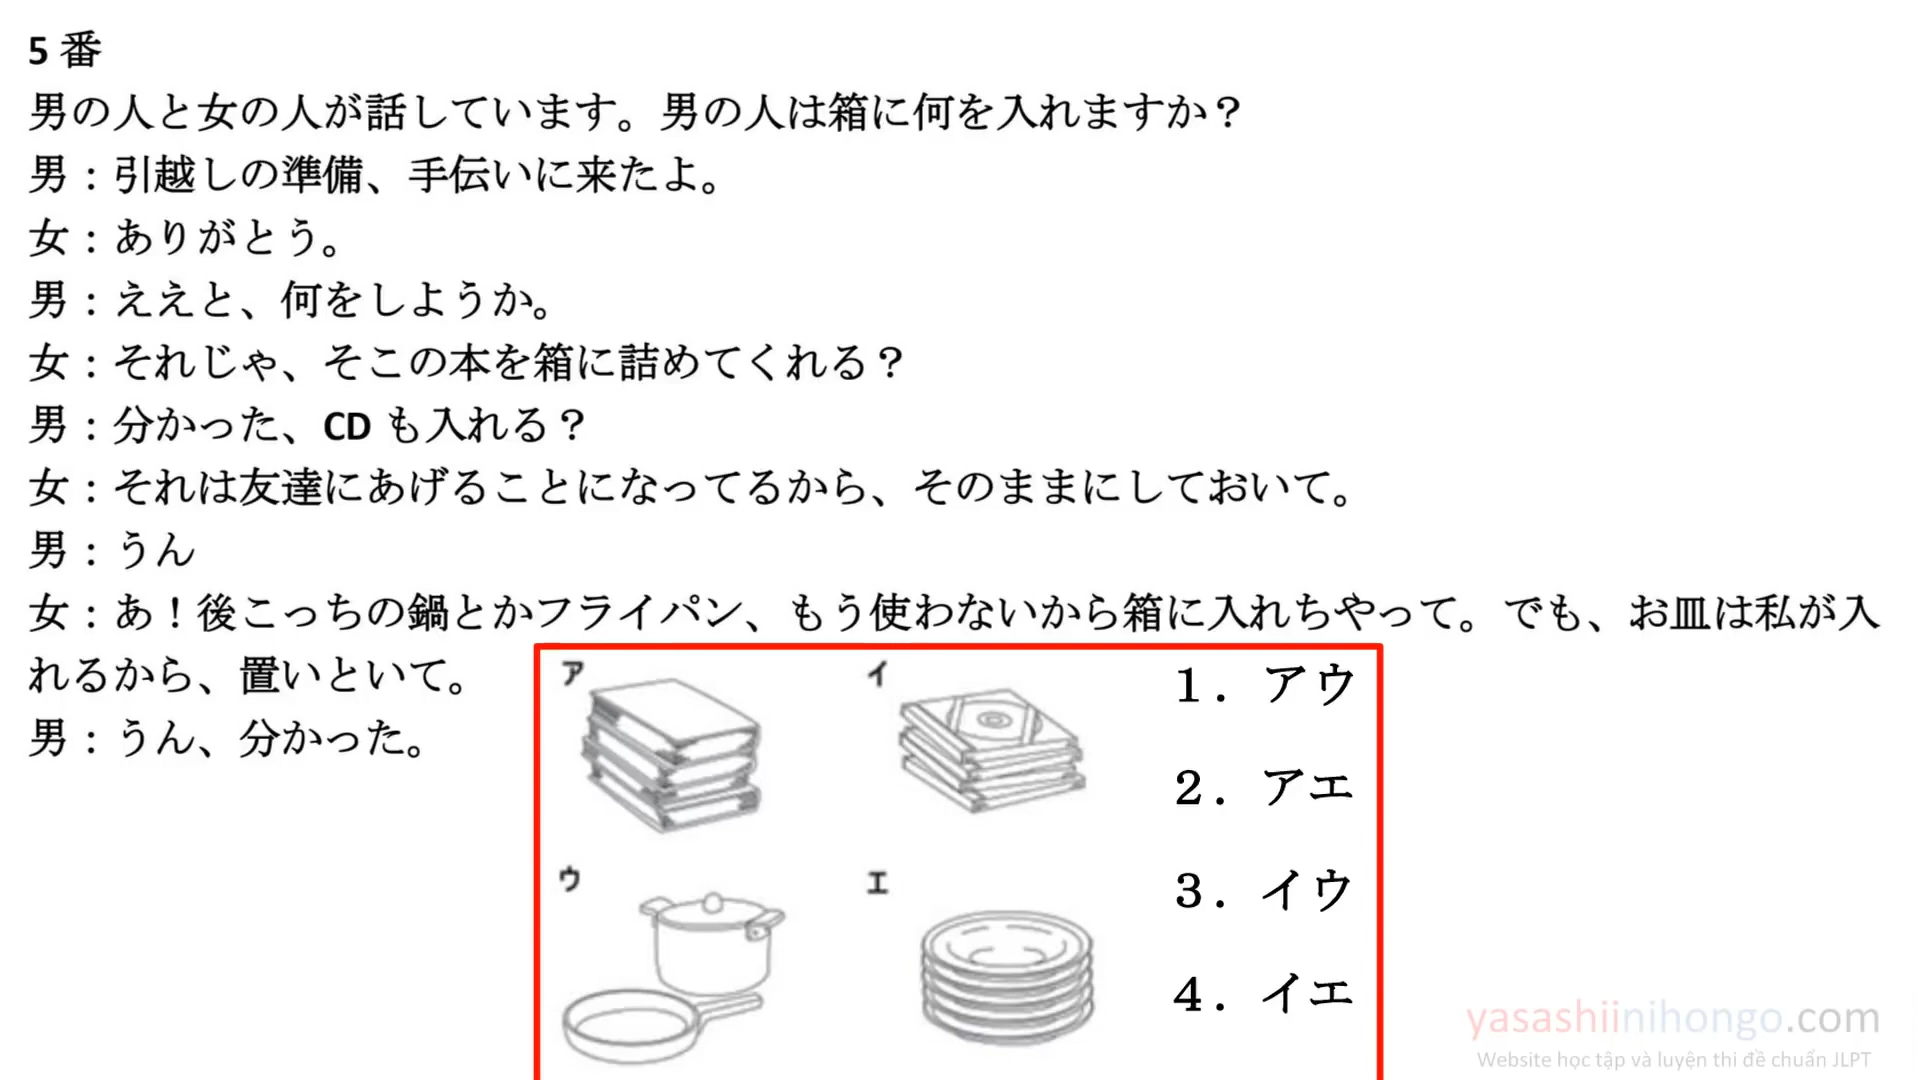 5 番
男の人と女の人が話しています。男の人は箱に何を入れますか？
男：引越しの準備、手伝いに来たよ。
女：ありがとう。
男：ええと、何をしようか。
女：それじゃ、そこの本を箱に詰めてくれる？
男：分かった、CD も入れる？
女：それは友達にあげることになってるから、そのままにしておいて。
男：うん
女：あ！後こっちの鍋とかフライパン、もう使わないから箱に入れちやって。でも、お皿は私が入
れるから、置いといて。
男：うん、分かった。
ア
イ
ウ
エ
１．アウ
２．アエ
３．イウ
４．イエ
yasashiinihongo.com
Website học tập và luyện thi đề chuẩn JLPT